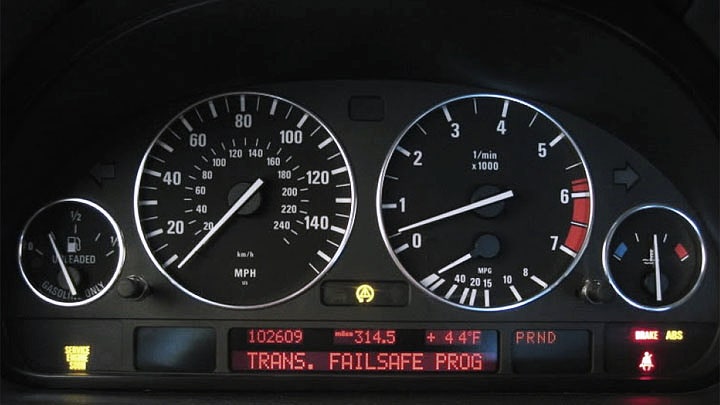 0 1/2
UNLEADED
GASOLINE ONLY
20 40 60 80 100 120 140
20 40 60 80 100 120 140 160 180 200 220 240
km/h
MPH
US
0 1 2 3 4 5 6 7
1/min
x1000
MPG
40 20 15 10 8
102609 miles 314.5 + 44°F PRND
TRANS. FAILSAFE PROG
SERVICE
ENGINE
SOON
BRAKE ABS